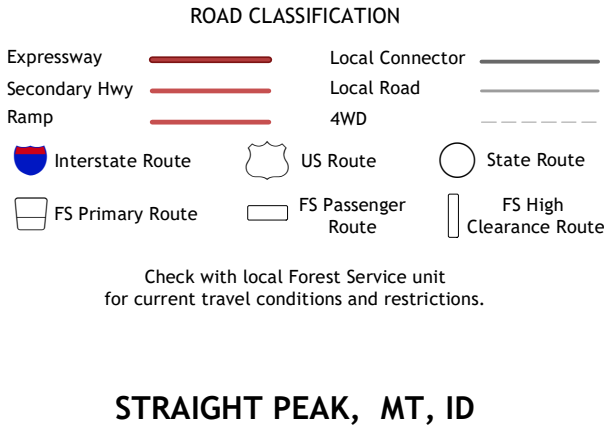 ROAD CLASSIFICATION
Expressway
Local Connector
Secondary Hwy
Local Road
Ramp
4WD
Interstate Route
US Route
State Route
FS Primary Route
FS Passenger
Route
FS High
Clearance Route
Check with local Forest Service unit
for current travel conditions and restrictions.
STRAIGHT PEAK, MT, ID